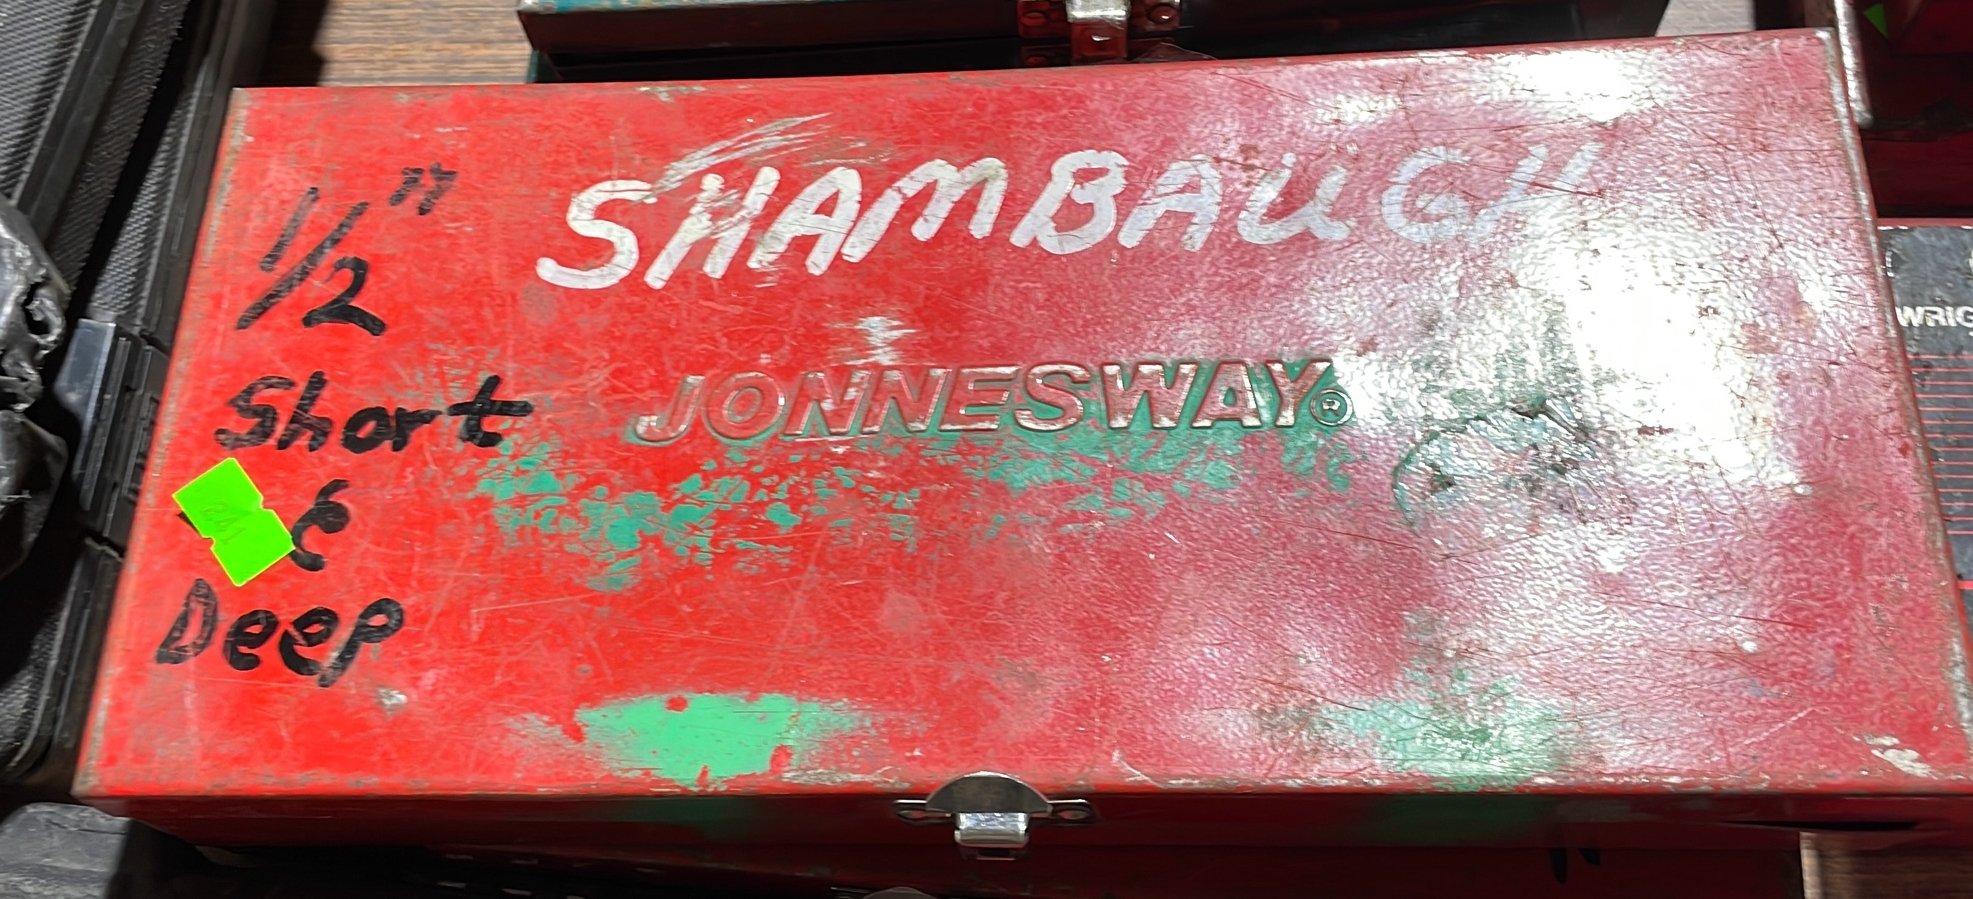 SHAMBAUGH
1/2"
JONNESWAY®
Short
&
Deep
WRIG